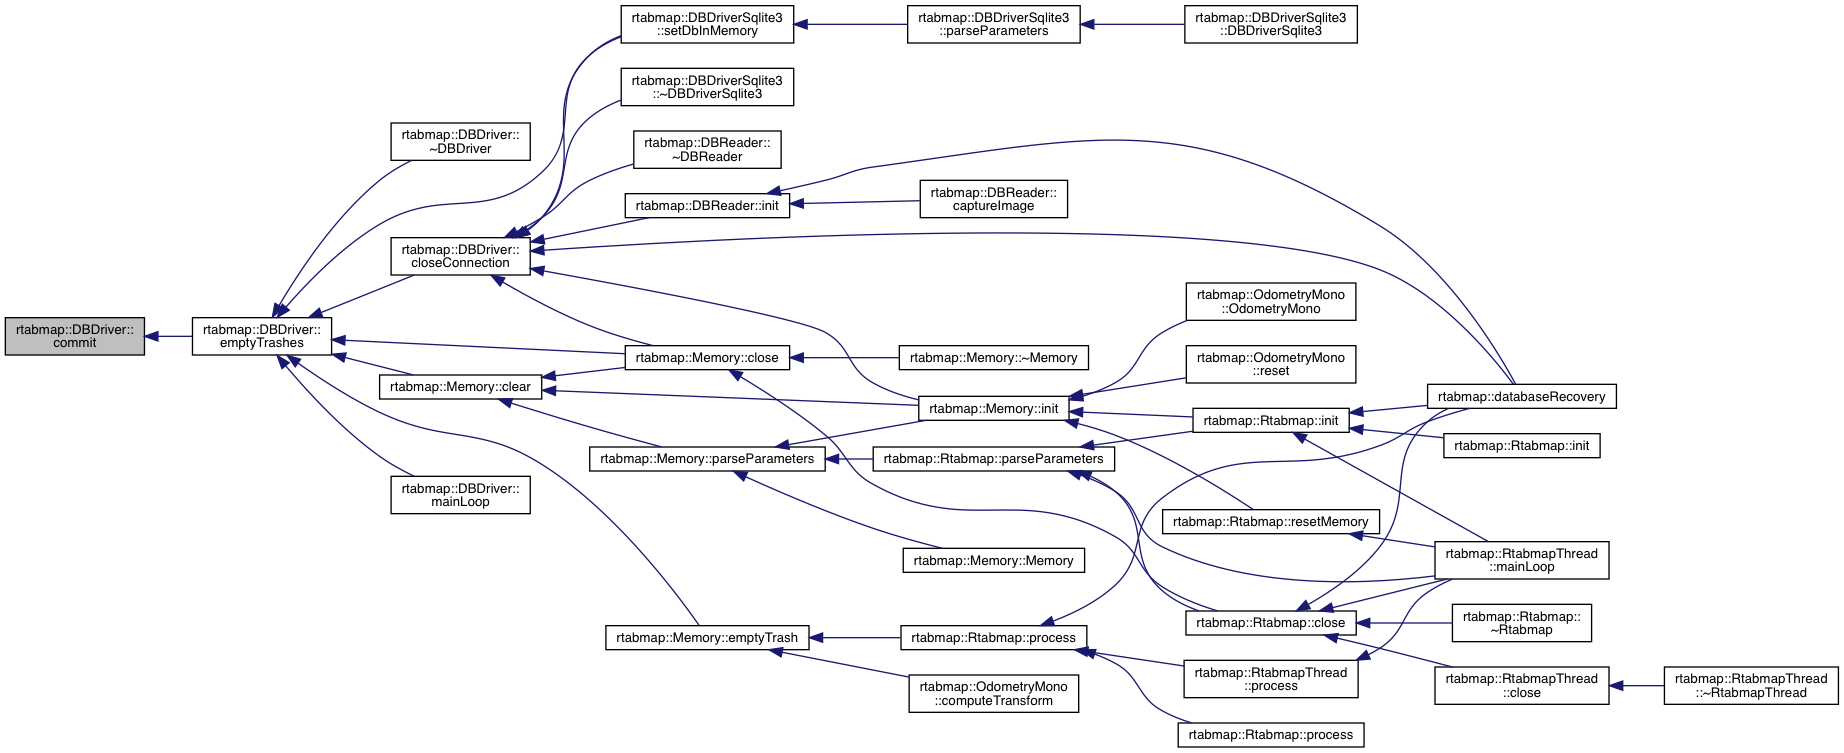 rtabmap::DBDriver::
commit
rtabmap::DBDriver::
emptyTrashes
rtabmap::DBDriver::
~DBDriver
rtabmap::DBDriver::
closeConnection
rtabmap::Memory::clear
rtabmap::DBDriver::
mainLoop
rtabmap::DBDriverSqlite3
::setDbInMemory
rtabmap::DBDriverSqlite3
::~DBDriverSqlite3
rtabmap::DBReader::
~DBReader
rtabmap::DBReader::init
rtabmap::Memory::close
rtabmap::Memory::parseParameters
rtabmap::Memory::emptyTrash
rtabmap::DBDriverSqlite3
::parseParameters
rtabmap::DBReader::
captureImage
rtabmap::Memory::~Memory
rtabmap::Memory::init
rtabmap::Rtabmap::parseParameters
rtabmap::Memory::Memory
rtabmap::Rtabmap::process
rtabmap::OdometryMono
::computeTransform
rtabmap::DBDriverSqlite3
::DBDriverSqlite3
rtabmap::OdometryMono
::OdometryMono
rtabmap::OdometryMono
::reset
rtabmap::Rtabmap::init
rtabmap::Rtabmap::resetMemory
rtabmap::Rtabmap::close
rtabmap::RtabmapThread
::process
rtabmap::Rtabmap::process
rtabmap::databaseRecovery
rtabmap::Rtabmap::init
rtabmap::RtabmapThread
::mainLoop
rtabmap::Rtabmap::
~Rtabmap
rtabmap::RtabmapThread
::close
rtabmap::RtabmapThread
::~RtabmapThread